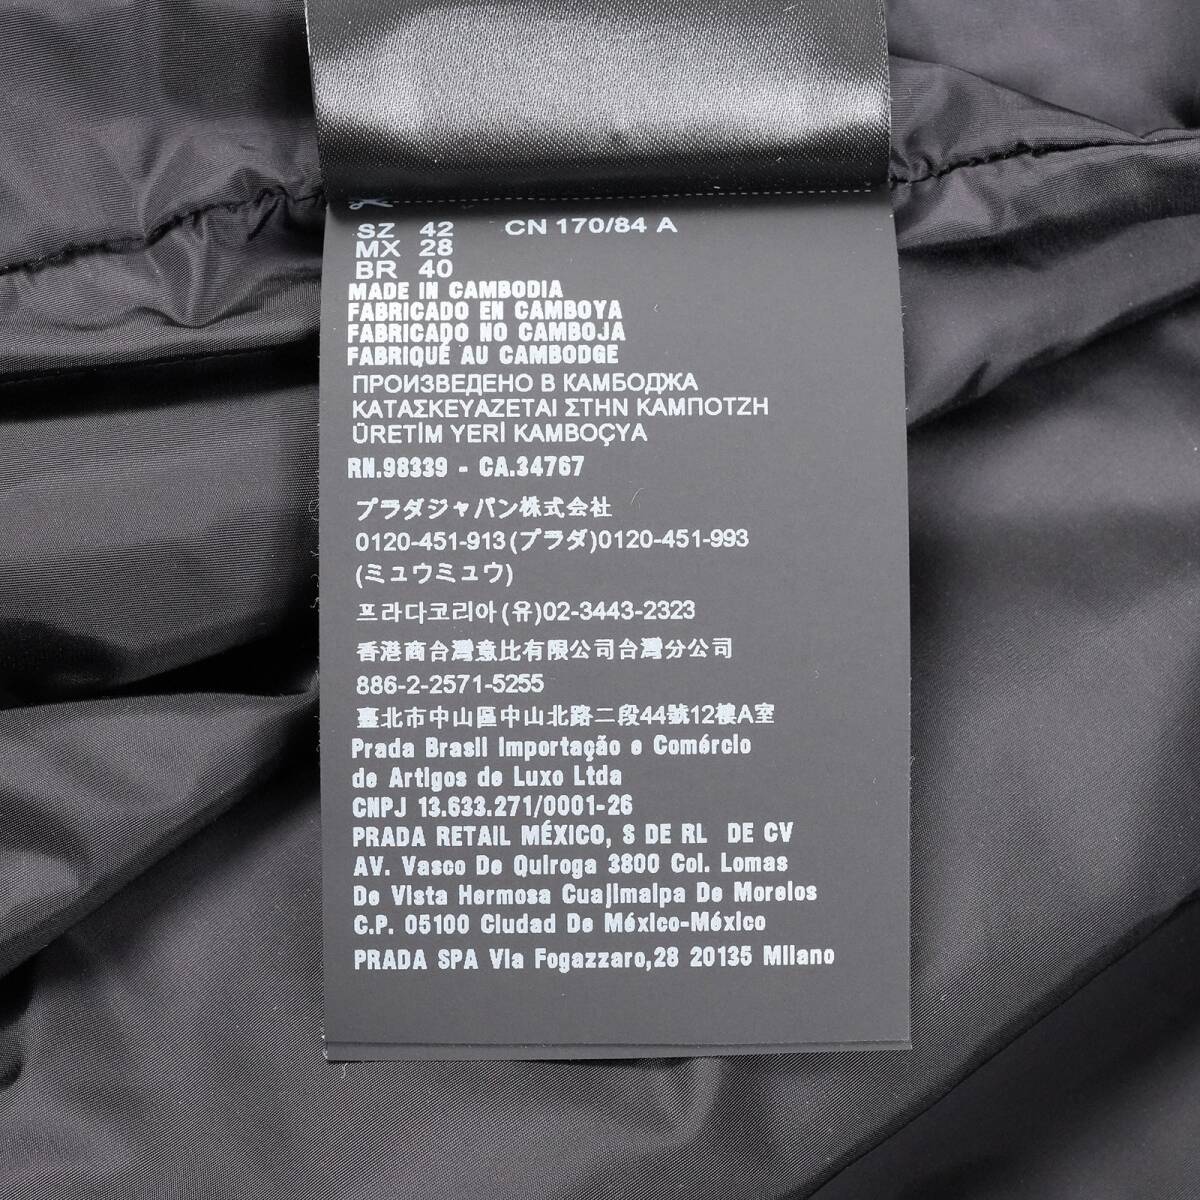 SZ 42 CN 170/84 A
MX 28
BR 40
MADE IN CAMBODIA
FABRICADO EN CAMBOYA
FABRICADO NO CAMBOJA
FABRIQUÉ AU CAMBODGE
ПРОИЗВЕДЕНО В КАМБОДЖА
ΚΑΤΑΣΚΕΥΑΖΕΤΑΙ ΣΤΗΝ ΚΑΜΠΟΤΖΗ
ÜRETİM YERİ KAMBOÇYA
RN.98339 - CA.34767
プラダジャパン株式会社
0120-451-913(プラダ)0120-451-993
(ミュウミュウ)
프라다코리아(유)02-3443-2323
香港商台灣意比有限公司台灣分公司
886-2-2571-5255
臺北市中山區中山北路二段44號12樓A室
Prada Brasil Importação e Comércio
de Artigos de Luxo Ltda
CNPJ 13.633.271/0001-26
PRADA RETAIL MÉXICO, S DE RL DE CV
AV. Vasco De Quiroga 3800 Col. Lomas
De Vista Hermosa Cuajimalpa De Morelos
C.P. 05100 Ciudad De México-México
PRADA SPA Via Fogazzaro,28 20135 Milano